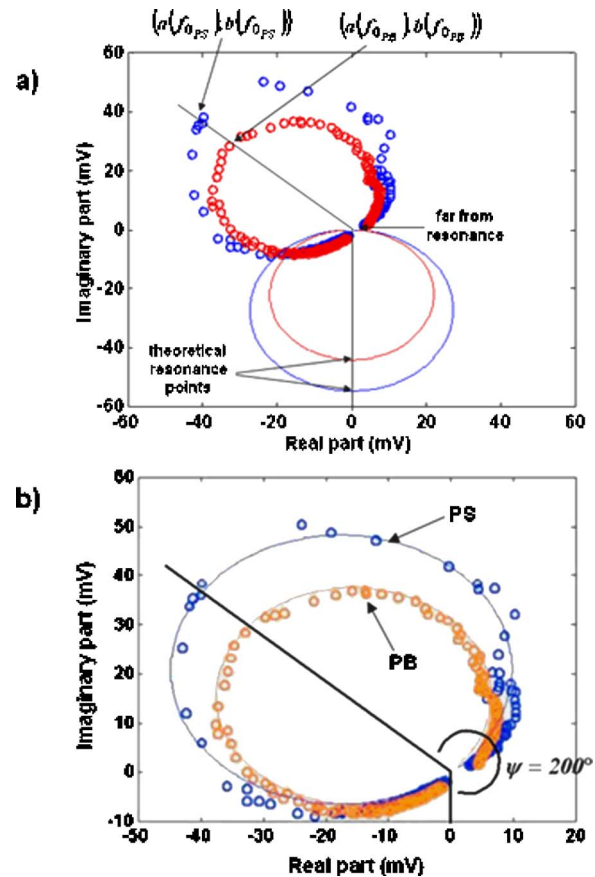 (a(f0PS), b(f0PS)) (a(f0PB), b(f0PB))
a)
60
40
20
0
-20
-40
-60
Imaginary part (mV)
far from
resonance
theoretical
resonance
points
-60 -40 -20 0 20 40 60
Real part (mV)
b)
60
50
40
30
20
10
0
-10
Imaginary part (mV)
PS
PB
ψ = 200°
-50 -40 -30 -20 -10 0 10 20
Real part (mV)